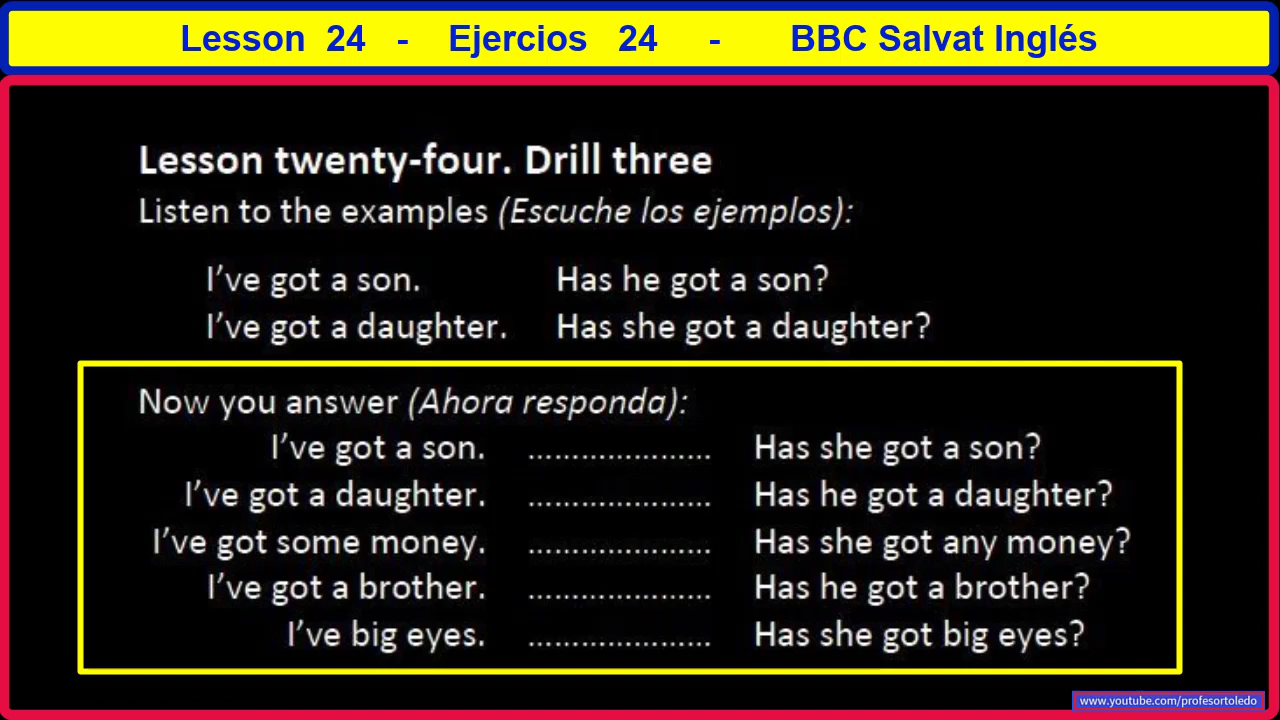 Lesson 24 - Ejercios 24 - BBC Salvat Inglés
Lesson twenty-four. Drill three
Listen to the examples (Escuche los ejemplos):
I've got a son. Has he got a son?
I've got a daughter. Has she got a daughter?
Now you answer (Ahora responda):
I've got a son. ..................... Has she got a son?
I've got a daughter. ..................... Has he got a daughter?
I've got some money. ..................... Has she got any money?
I've got a brother. ..................... Has he got a brother?
I've big eyes. ..................... Has she got big eyes?
www.youtube.com/profesortoledo